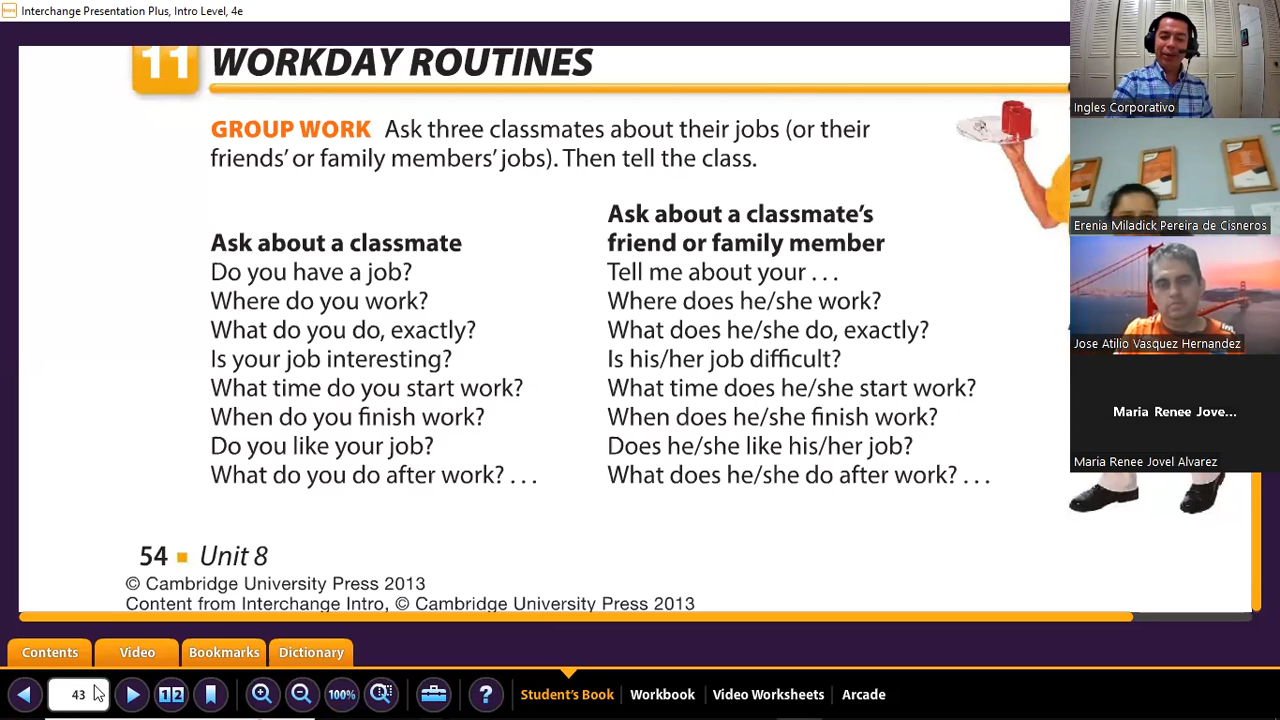 Interchange Presentation Plus, Intro Level, 4e
11 WORKDAY ROUTINES
GROUP WORK Ask three classmates about their jobs (or their
friends' or family members' jobs). Then tell the class.
Ask about a classmate
Do you have a job?
Where do you work?
What do you do, exactly?
Is your job interesting?
What time do you start work?
When do you finish work?
Do you like your job?
What do you do after work? . . .
Ask about a classmate's
friend or family member
Tell me about your . . .
Where does he/she work?
What does he/she do, exactly?
Is his/her job difficult?
What time does he/she start work?
When does he/she finish work?
Does he/she like his/her job?
What does he/she do after work? . . .
54 ■ Unit 8
© Cambridge University Press 2013
Content from Interchange Intro, © Cambridge University Press 2013
Ingles Corporativo
Erenia Miladick Pereira de Cisneros
Jose Atilio Vasquez Hernandez
Maria Renee Jove...
Maria Renee Jovel Alvarez
Contents Video Bookmarks Dictionary
43 1 2 100% ? Student's Book Workbook Video Worksheets Arcade